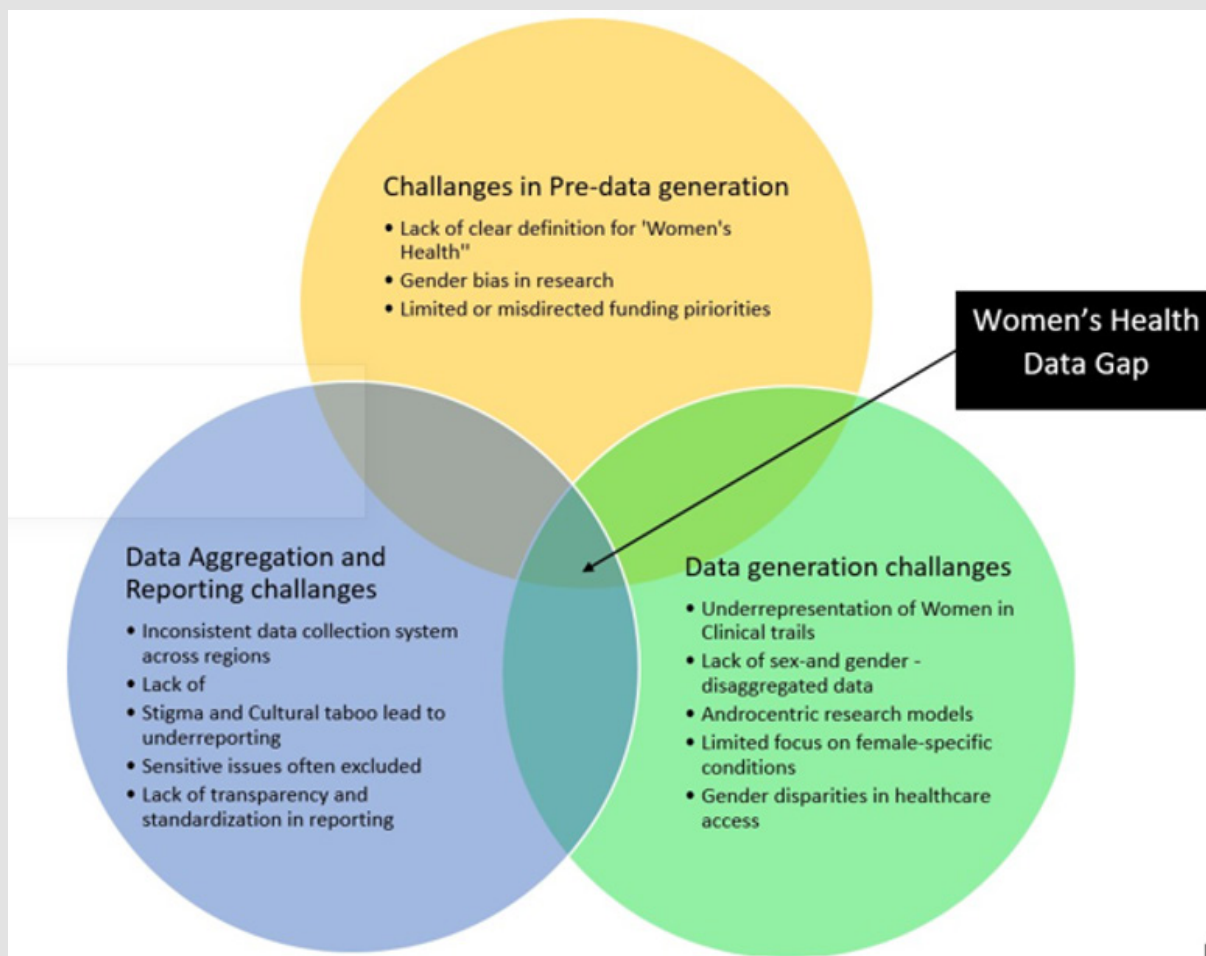 Challanges in Pre-data generation
• Lack of clear definition for 'Women's
Health"
• Gender bias in research
• Limited or misdirected funding piriorities
Women's Health
Data Gap
Data Aggregation and
Reporting challanges
• Inconsistent data collection system
across regions
• Lack of
• Stigma and Cultural taboo lead to
underreporting
• Sensitive issues often excluded
• Lack of transparency and
standardization in reporting
Data generation challanges
• Underrepresentation of Women in
Clinical trails
• Lack of sex-and gender -
disaggregated data
• Androcentric research models
• Limited focus on female-specific
conditions
• Gender disparities in healthcare
access